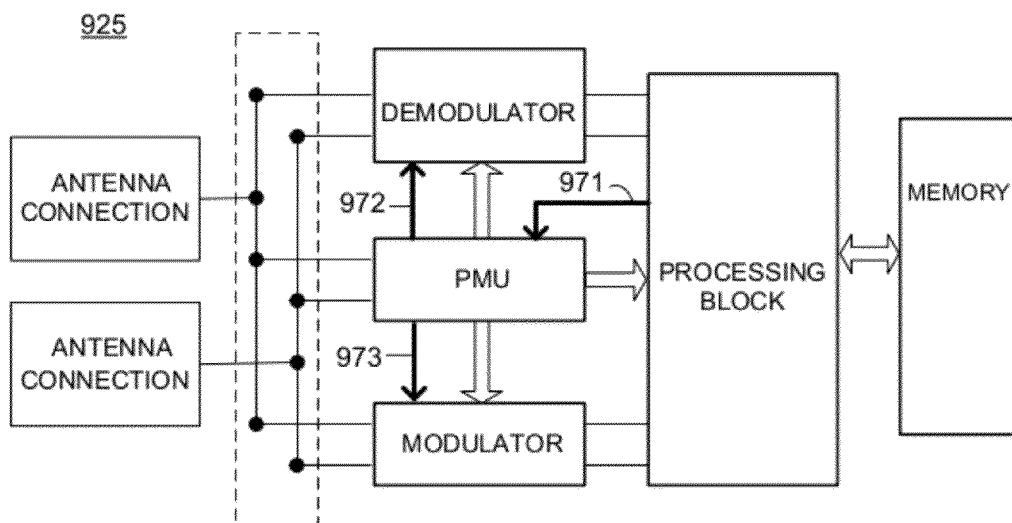 925
ANTENNA
CONNECTION
ANTENNA
CONNECTION
DEMODULATOR
972
971
PMU
973
MODULATOR
PROCESSING
BLOCK
MEMORY